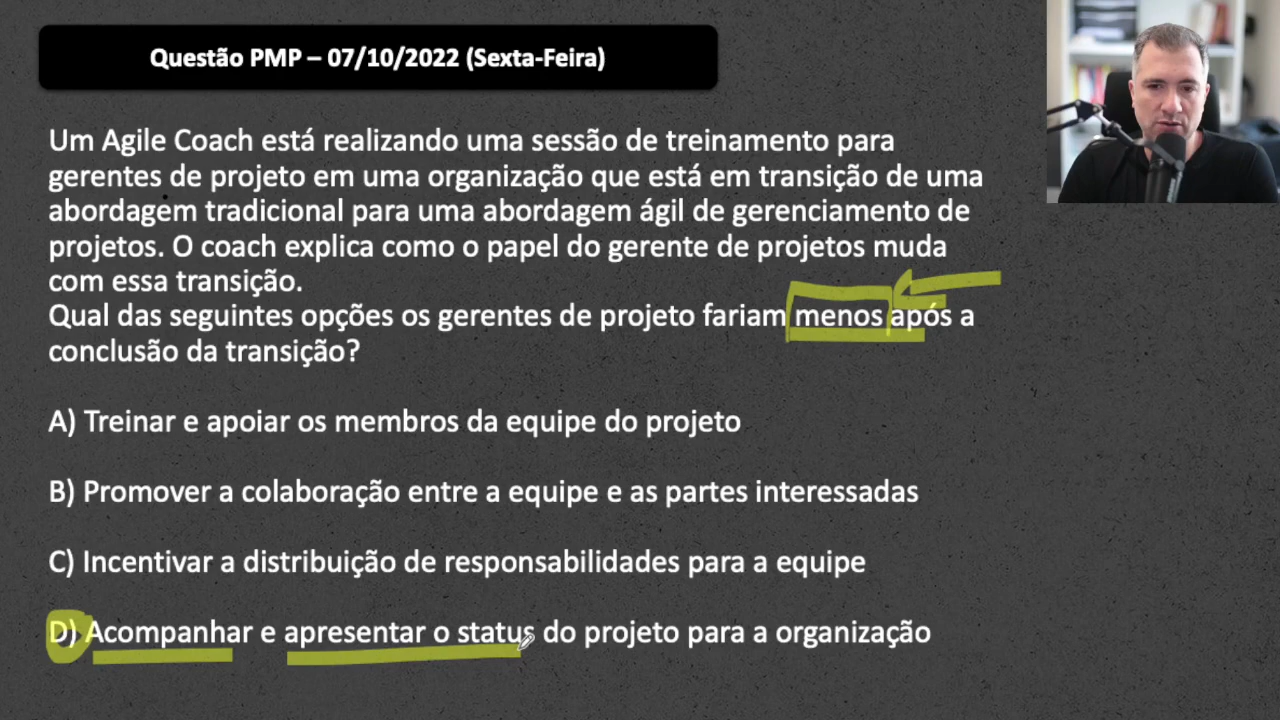 Questão PMP – 07/10/2022 (Sexta-Feira)
Um Agile Coach está realizando uma sessão de treinamento para
gerentes de projeto em uma organização que está em transição de uma
abordagem tradicional para uma abordagem ágil de gerenciamento de
projetos. O coach explica como o papel do gerente de projetos muda
com essa transição.
Qual das seguintes opções os gerentes de projeto fariam menos após a
conclusão da transição?
A) Treinar e apoiar os membros da equipe do projeto
B) Promover a colaboração entre a equipe e as partes interessadas
C) Incentivar a distribuição de responsabilidades para a equipe
D) Acompanhar e apresentar o status do projeto para a organização